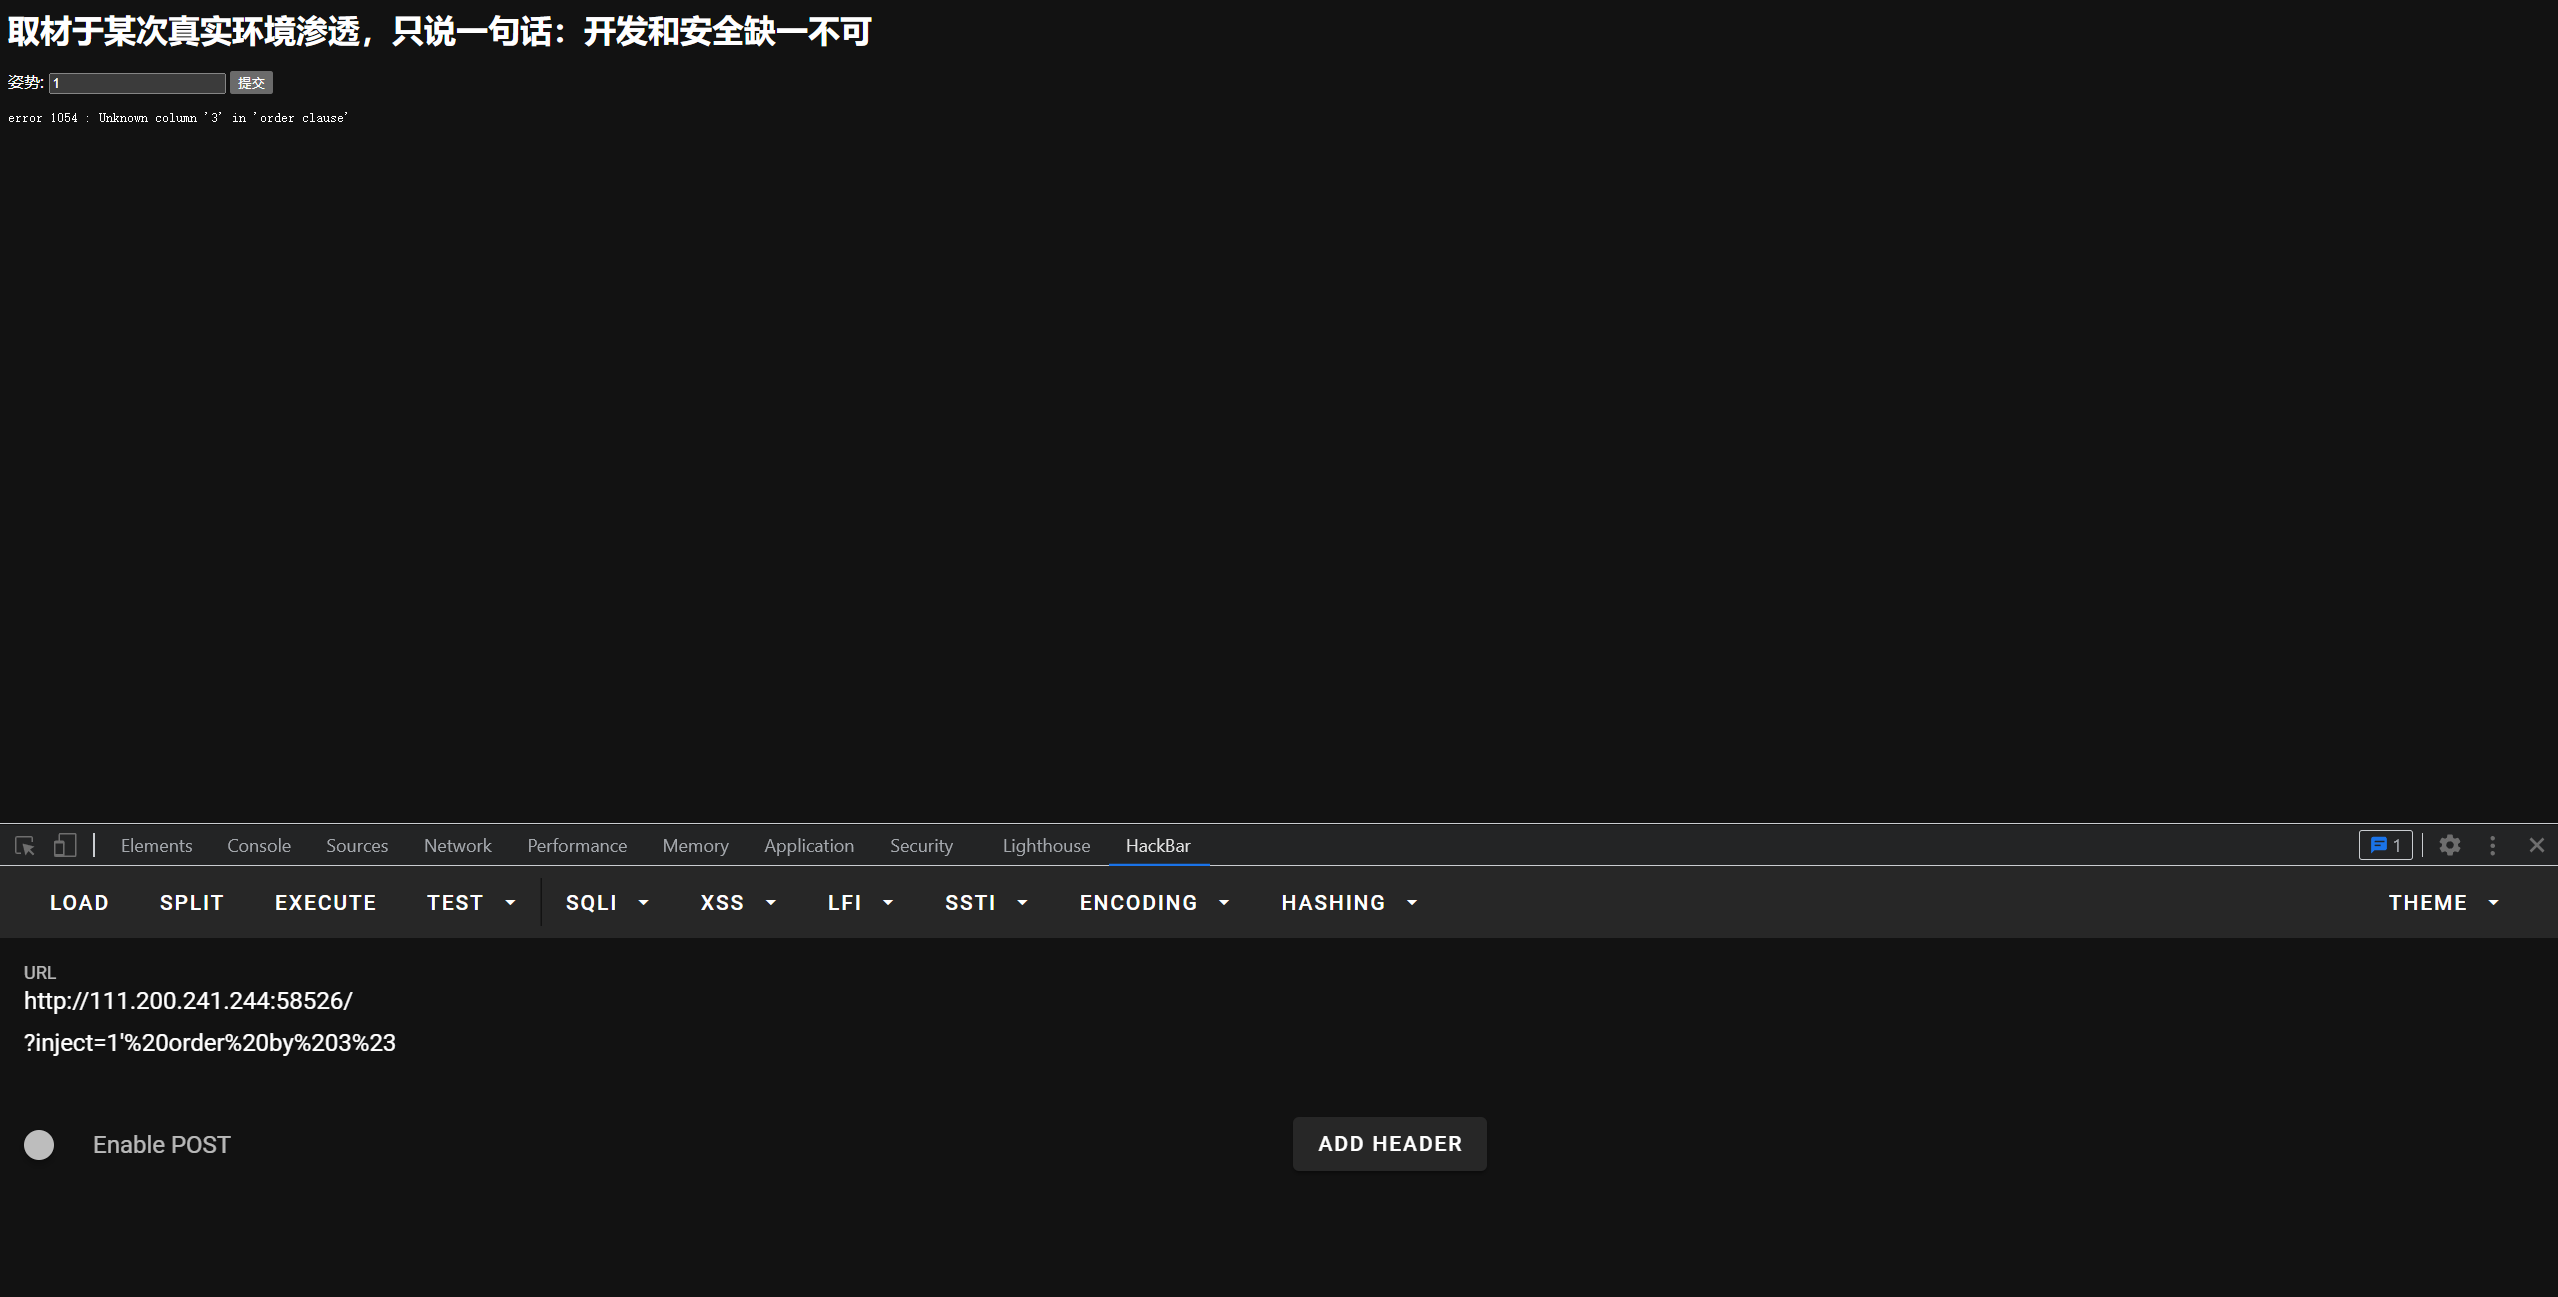 取材于某次真实环境渗透，只说一句话：开发和安全缺一不可
姿势: 1 提交
error 1054 : Unknown column '3' in 'order clause'
Elements Console Sources Network Performance Memory Application Security Lighthouse HackBar 1
LOAD SPLIT EXECUTE TEST SQLI XSS LFI SSTI ENCODING HASHING THEME
URL
http://111.200.241.244:58526/
?inject=1'%20order%20by%203%23
Enable POST ADD HEADER